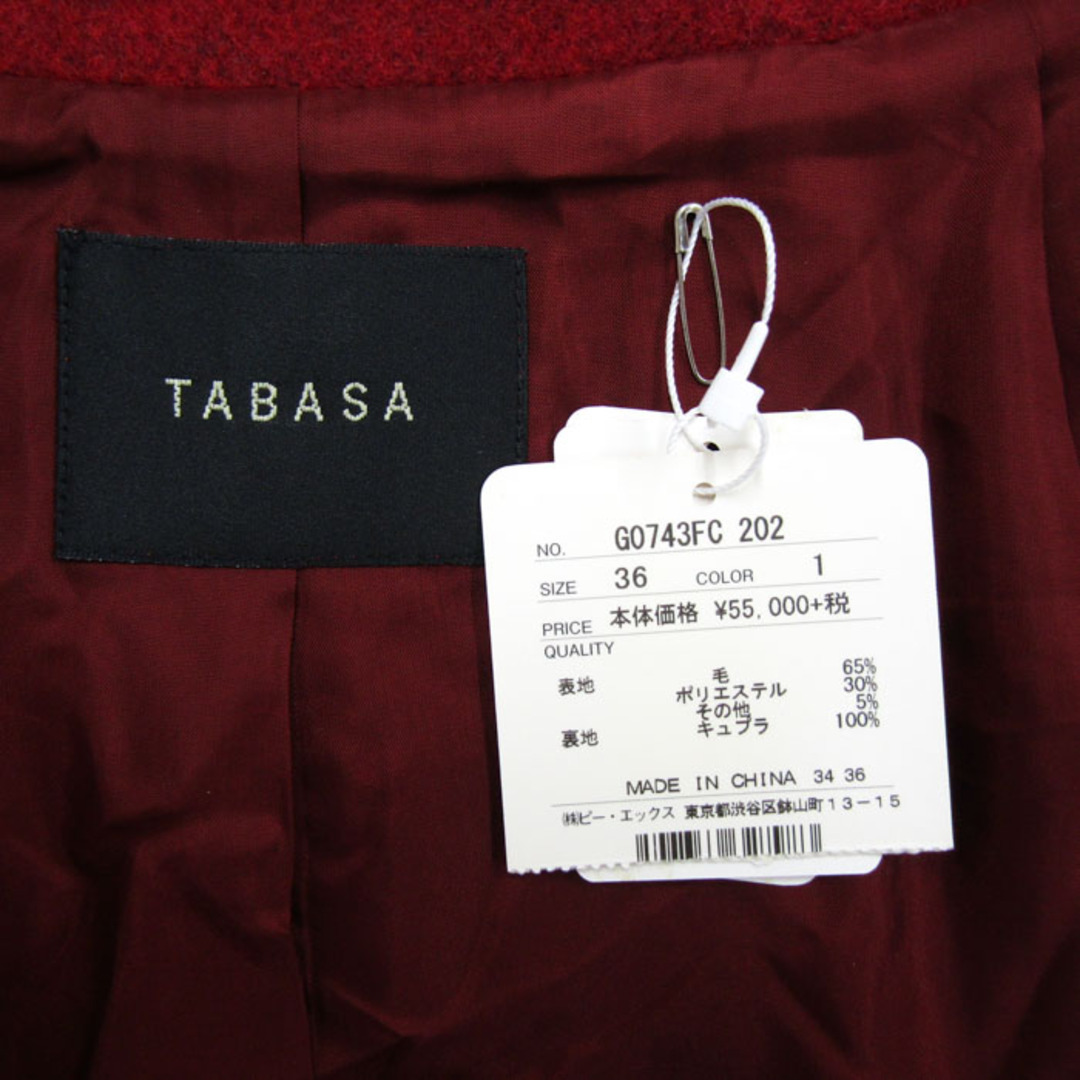 TABASA
NO. G0743FC 202
SIZE 36 COLOR 1
PRICE 本体価格 ¥55,000+税
QUALITY
表地 毛 65%
ポリエステル 30%
その他 5%
裏地 キュプラ 100%
MADE IN CHINA 34 36
㈱ビー・エックス 東京都渋谷区鉢山町13-15